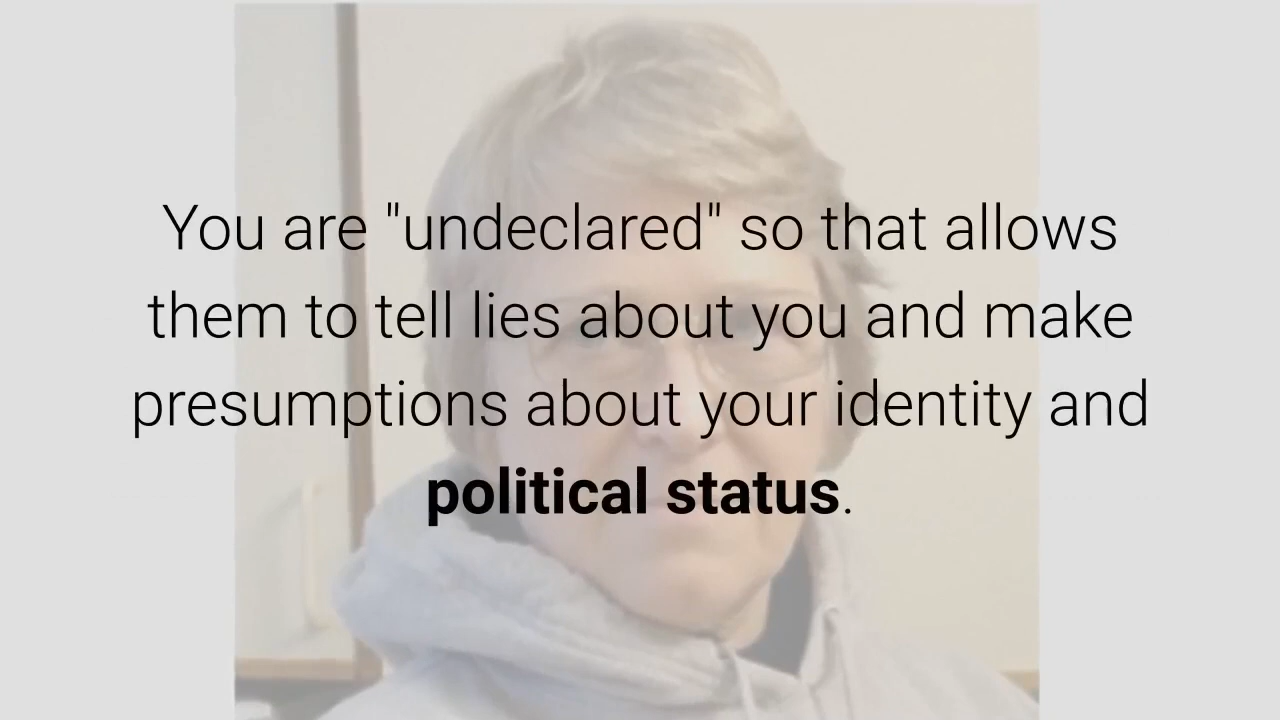 You are "undeclared" so that allows
them to tell lies about you and make
presumptions about your identity and
political status.